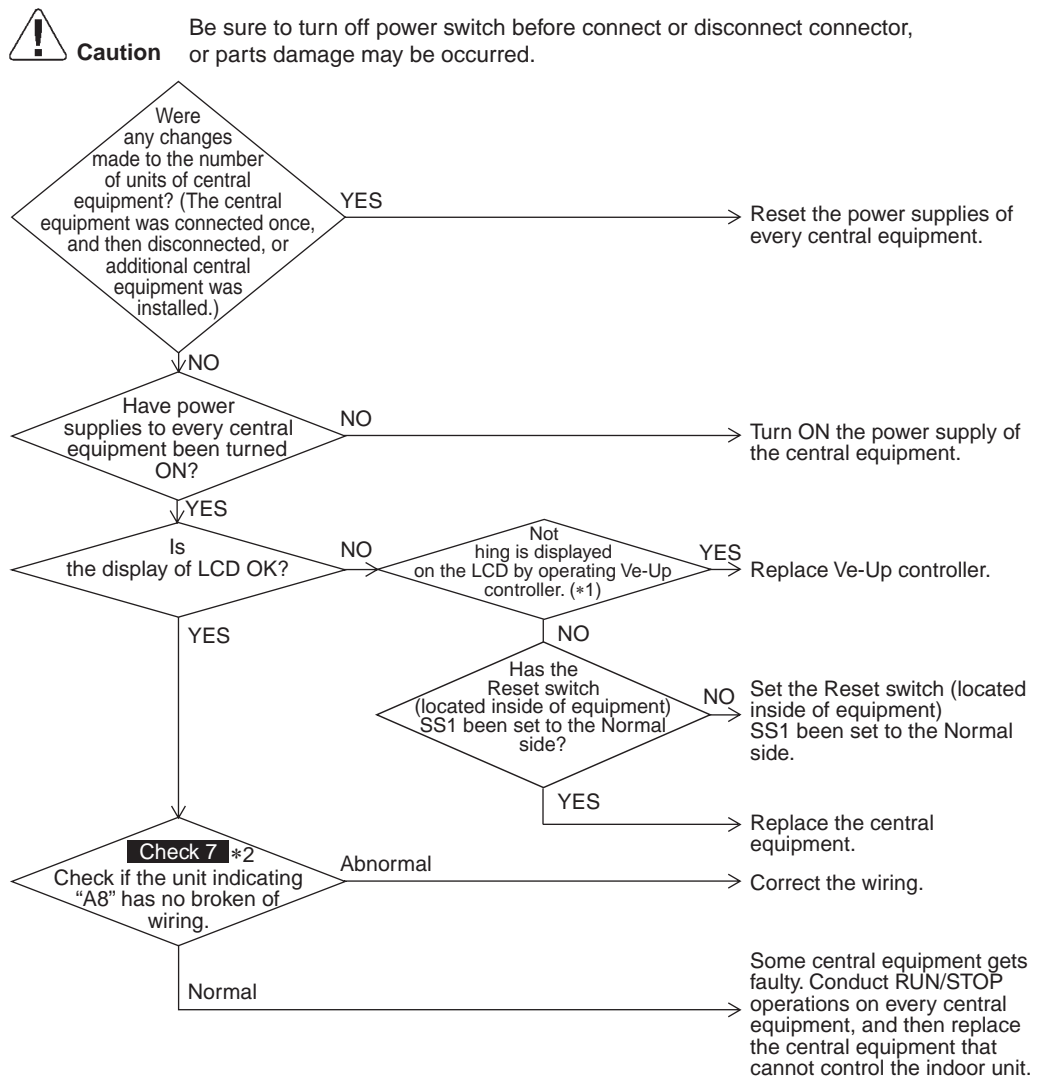 Be sure to turn off power switch before connect or disconnect connector,
Caution
or parts damage may be occurred.
Were
any changes
made to the number
of units of central
equipment? (The central
equipment was connected once,
and then disconnected, or
additional central
equipment was
installed.)
YES
Reset the power supplies of
every central equipment.
NO
Have power
supplies to every central
equipment been turned
ON?
NO
Turn ON the power supply of
the central equipment.
YES
Is
the display of LCD OK?
NO
Not
hing is displayed
on the LCD by operating Ve-Up
controller. (*1)
YES
Replace Ve-Up controller.
YES
NO
Has the
Reset switch
(located inside of equipment)
SS1 been set to the Normal
side?
NO
Set the Reset switch (located
inside of equipment)
SS1 been set to the Normal
side.
YES
Replace the central
equipment.
Check 7 *2
Check if the unit indicating
“A8” has no broken of
wiring.
Abnormal
Correct the wiring.
Normal
Some central equipment gets
faulty. Conduct RUN/STOP
operations on every central
equipment, and then replace
the central equipment that
cannot control the indoor unit.